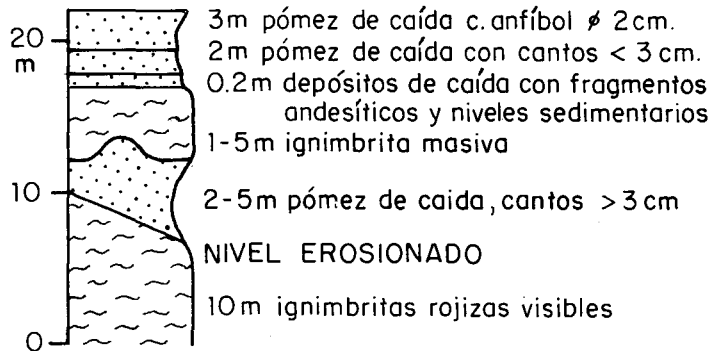 20
m
10
0
3m pómez de caída c. anfíbol ø 2cm.
2m pómez de caída con cantos < 3 cm.
0.2m depósitos de caída con fragmentos
andesíticos y niveles sedimentarios
1-5m ignimbrita masiva
2-5m pómez de caida, cantos > 3 cm
NIVEL EROSIONADO
10m ignimbritas rojizas visibles